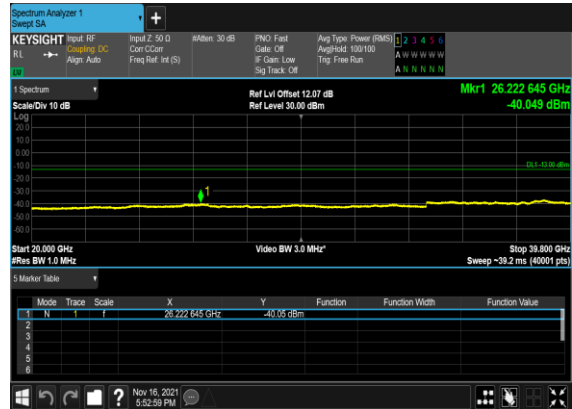 Spectrum Analyzer 1
Swept SA
+
KEYSIGHT Input: RF Input Z: 50 Ω #Atten: 30 dB PNO: Fast Avg Type: Power (RMS) 1 2 3 4 5 6
RL Coupling: DC Corr CCorr Gate: Off Avg|Hold: 100/100 A W W W W W
Align: Auto Freq Ref: Int (S) IF Gain: Low Trig: Free Run A N N N N N
Sig Track: Off
1 Spectrum Ref Lvl Offset 12.07 dB Mkr1 26.222 645 GHz
Scale/Div 10 dB Ref Level 30.00 dBm -40.049 dBm
Log
20.0
10.0
0.00
-10.0
DL1 -13.00 dBm
-20.0
-30.0
1
-40.0
-50.0
-60.0
Start 20.000 GHz Video BW 3.0 MHz* Stop 39.800 GHz
#Res BW 1.0 MHz Sweep ~39.2 ms (40001 pts)
5 Marker Table
Mode Trace Scale X Y Function Function Width Function Value
1 N 1 f 26.222 645 GHz -40.05 dBm
2
3
4
5
6
? Nov 16, 2021
5:52:59 PM